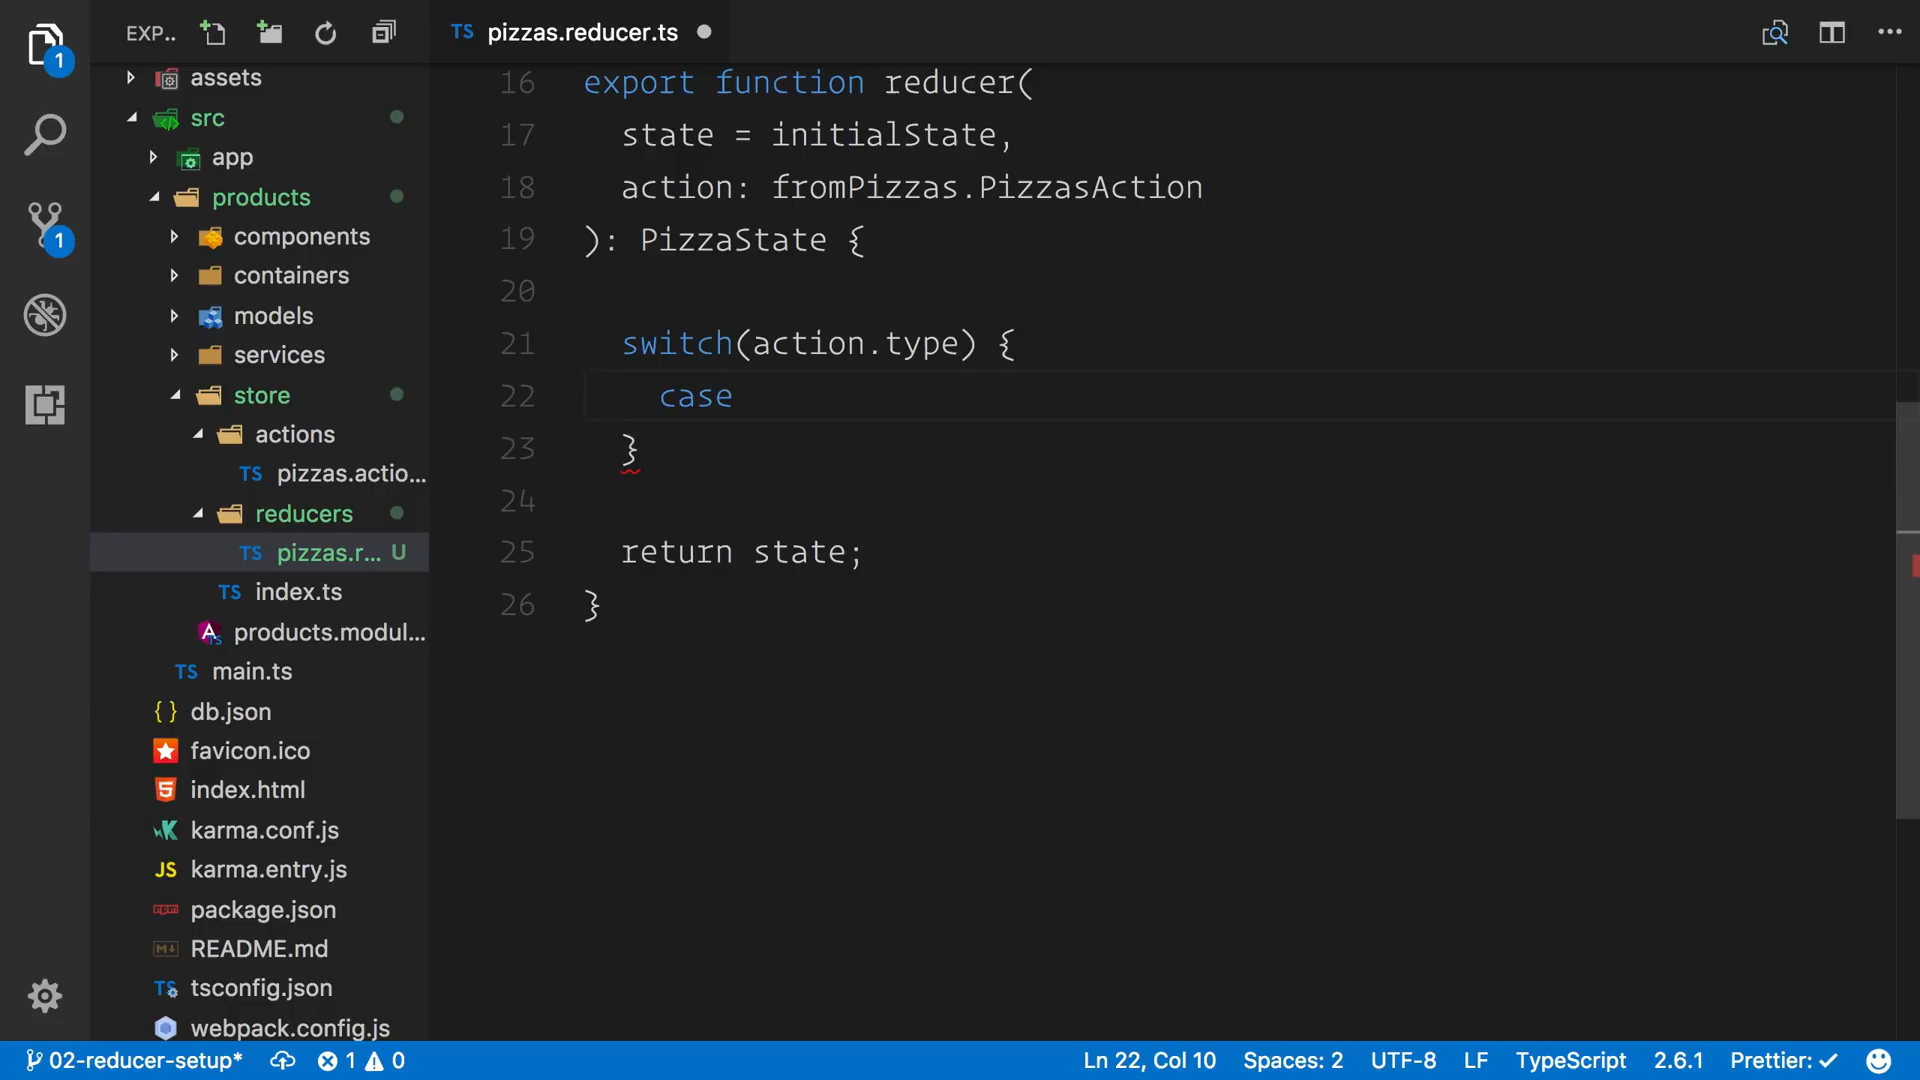 EXP..
TS pizzas.reducer.ts
1
1
assets
src
app
products
components
containers
models
services
store
actions
TS pizzas.actio...
reducers
TS pizzas.r... U
TS index.ts
products.modul...
TS main.ts
{ } db.json
favicon.ico
5 index.html
karma.conf.js
JS karma.entry.js
npm package.json
M↓ README.md
TS tsconfig.json
webpack.config.js
16 export function reducer(
17 state = initialState,
18 action: fromPizzas.PizzasAction
19 ): PizzaState {
20
21 switch(action.type) {
22 case
23 }
24
25 return state;
26 }
02-reducer-setup* 1 0 Ln 22, Col 10 Spaces: 2 UTF-8 LF TypeScript 2.6.1 Prettier: ✓